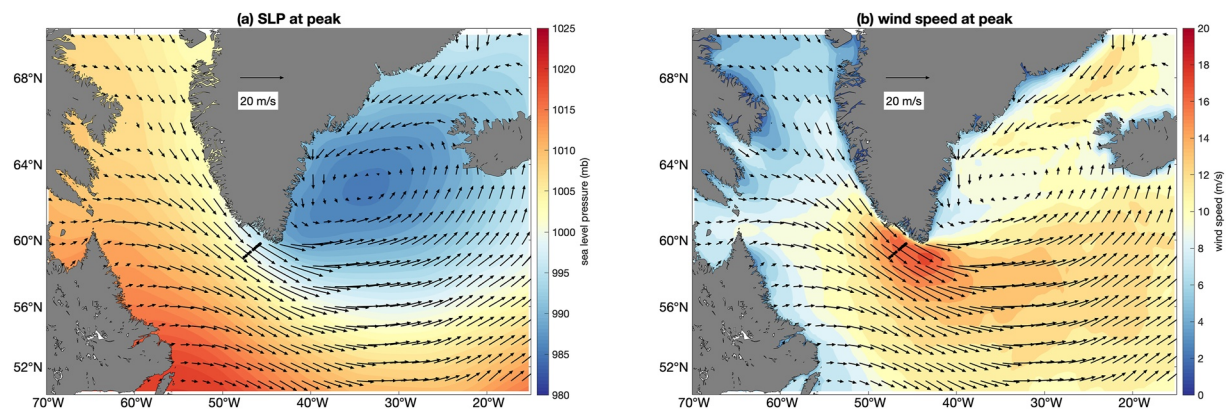 (a) SLP at peak
68°N
64°N
60°N
56°N
52°N
70°W
60°W
50°W
40°W
30°W
20°W
20 m/s
1025
1020
1015
1010
1005
1000
995
990
985
980
sea level pressure (mb)
(b) wind speed at peak
68°N
64°N
60°N
56°N
52°N
70°W
60°W
50°W
40°W
30°W
20°W
20 m/s
20
18
16
14
12
10
8
6
4
2
0
wind speed (m/s)